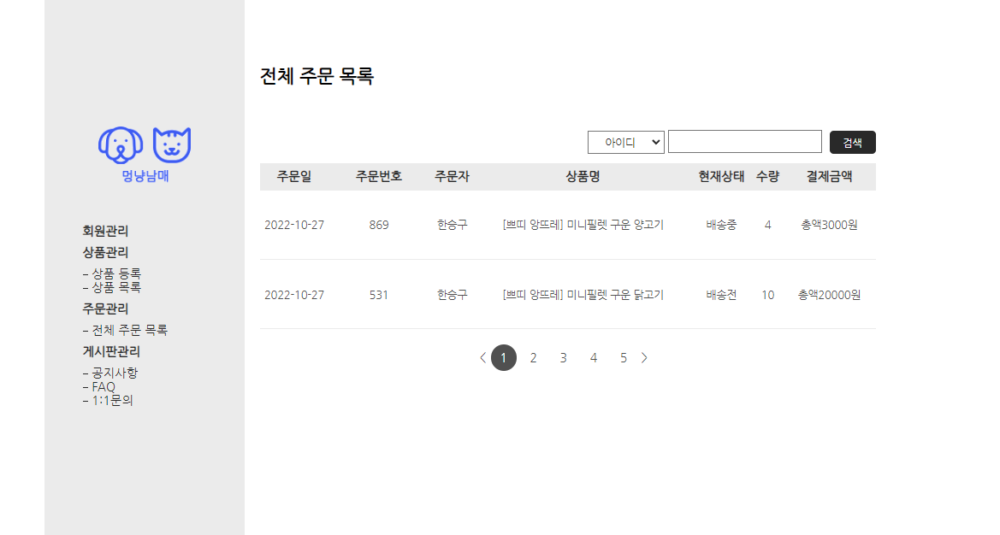 멍냥남매
회원관리
상품관리
– 상품 등록
– 상품 목록
주문관리
– 전체 주문 목록
게시판관리
– 공지사항
– FAQ
– 1:1문의
전체 주문 목록
아이디 검색
주문일 주문번호 주문자 상품명 현재상태 수량 결제금액
2022-10-27 869 한승구 [쁘띠 앙뜨레] 미니필렛 구운 양고기 배송중 4 총액3000원
2022-10-27 531 한승구 [쁘띠 앙뜨레] 미니필렛 구운 닭고기 배송전 10 총액20000원
< 1 2 3 4 5 >